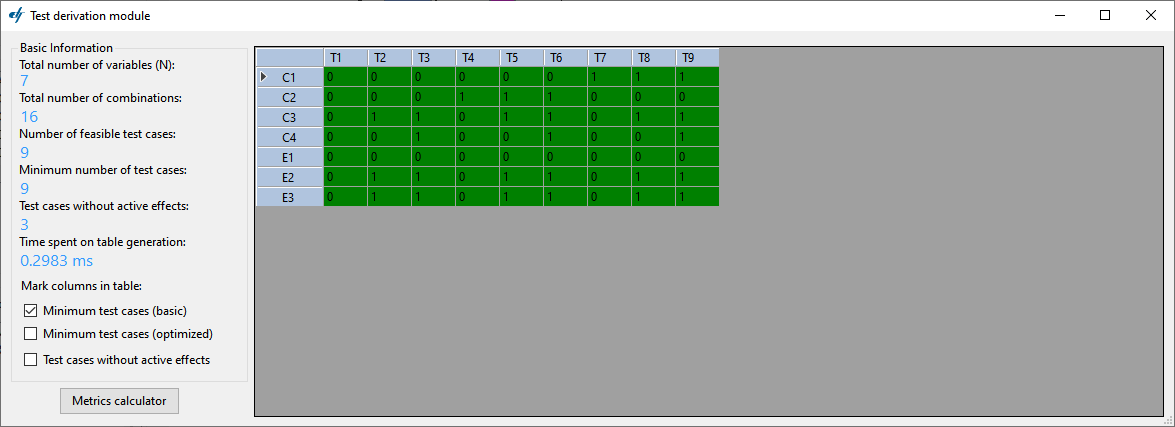 Test derivation module
Basic Information
Total number of variables (N):
7
Total number of combinations:
16
Number of feasible test cases:
9
Minimum number of test cases:
9
Test cases without active effects:
3
Time spent on table generation:
0.2983 ms
Mark columns in table:
Minimum test cases (basic)
Minimum test cases (optimized)
Test cases without active effects
Metrics calculator
T1 T2 T3 T4 T5 T6 T7 T8 T9
C1 0 0 0 0 0 0 1 1 1
C2 0 0 0 1 1 1 0 0 0
C3 0 1 1 0 1 1 0 1 1
C4 0 0 1 0 0 1 0 0 1
E1 0 0 0 0 0 0 0 0 0
E2 0 1 1 0 1 1 0 1 1
E3 0 1 1 0 1 1 0 1 1